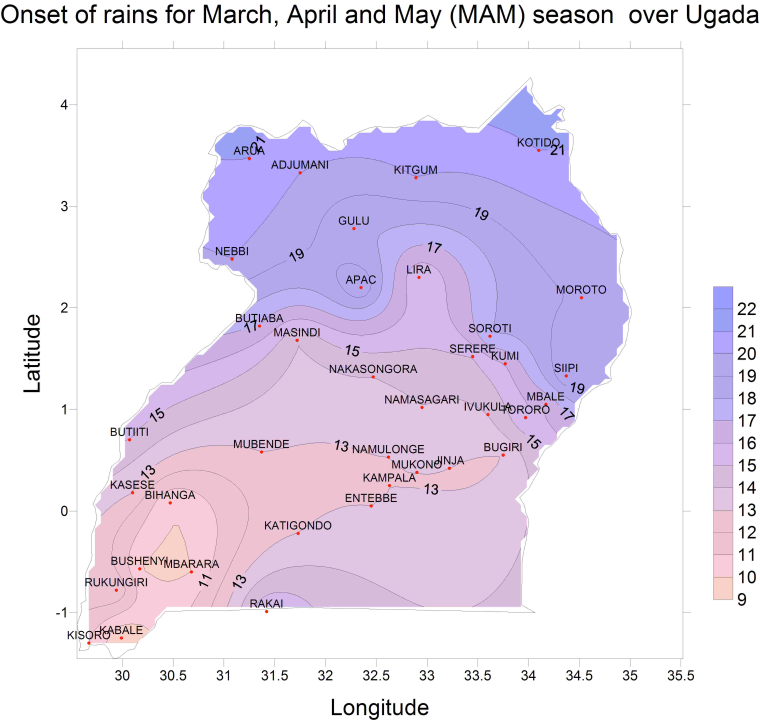 Onset of rains for March, April and May (MAM) season over Ugada
4
KOTIDO
21
ARUA
21
ADJUMANI
KITGUM
3
19
GULU
NEBBI
19
17
LIRA
APAC
MOROTO
22
2
BUTIABA
21
17
MASINDI
SOROTI
20
15
SERERE
KUMI
19
NAKASONGORA
SIIPI
18
19
Latitude
NAMASAGARI
IVUKULA
MBALE
17
1
15
TORORO
17
16
BUTIITI
15
15
MUBENDE
13
NAMULONGE
BUGIRI
14
13
MUKONO
JINJA
13
KASESE
KAMPALA
13
12
BIHANGA
ENTEBBE
11
0
KATIGONDO
10
BUSHENYI
MBARARA
9
RUKUNGIRI
11
13
-1
RAKAI
KISORO
KABALE
30
30.5
31
31.5
32
32.5
33
33.5
34
34.5
35
35.5
Longitude